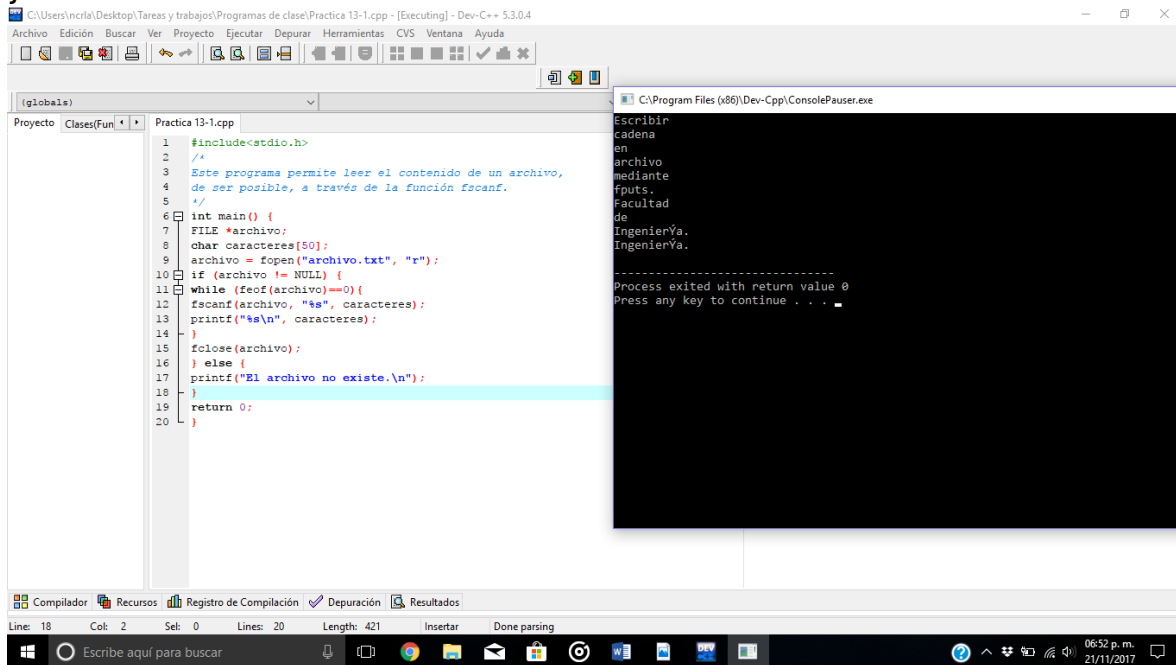 C:\Users\ncrla\Desktop\Tareas y trabajos\Programas de clase\Practica 13-1.cpp - [Executing] - Dev-C++ 5.3.0.4
Archivo Edición Buscar Ver Proyecto Ejecutar Depurar Herramientas CVS Ventana Ayuda
(globals)
Proyecto Clases(Fun
Practica 13-1.cpp
1 #include<stdio.h>
2 /*
3 Este programa permite leer el contenido de un archivo,
4 de ser posible, a través de la función fscanf.
5 */
6 int main() {
7 FILE *archivo;
8 char caracteres[50];
9 archivo = fopen("archivo.txt", "r");
10 if (archivo != NULL) {
11 while (feof(archivo)==0){
12 fscanf(archivo, "%s", caracteres);
13 printf("%s\n", caracteres);
14 }
15 fclose(archivo);
16 } else {
17 printf("El archivo no existe.\n");
18 }
19 return 0;
20 }
C:\Program Files (x86)\Dev-Cpp\ConsolePauser.exe
Escribir
cadena
en
archivo
mediante
fputs.
Facultad
de
IngenierÝa.
IngenierÝa.
--------------------------------
Process exited with return value 0
Press any key to continue . . .
Compilador Recursos Registro de Compilación Depuración Resultados
Line: 18 Col: 2 Sel: 0 Lines: 20 Length: 421 Insertar Done parsing
Escribe aquí para buscar
DEV
06:52 p. m.
21/11/2017